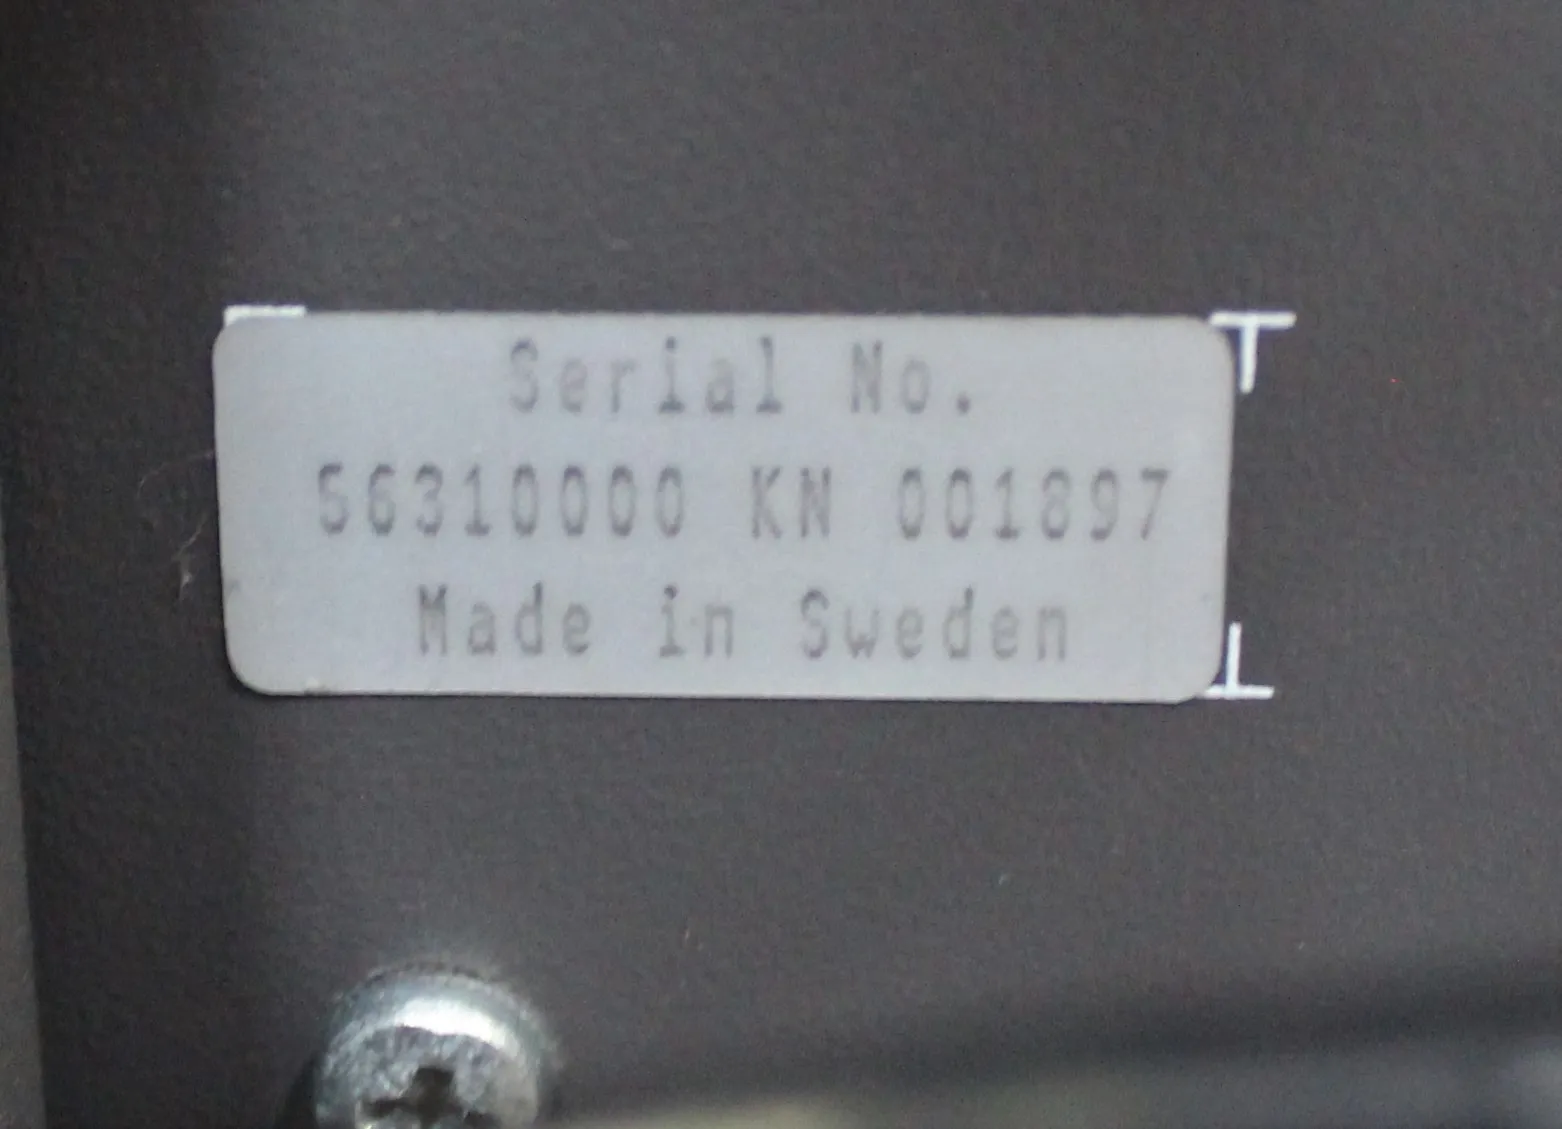 Serial No.
56310000 KN 001897
Made in Sweden